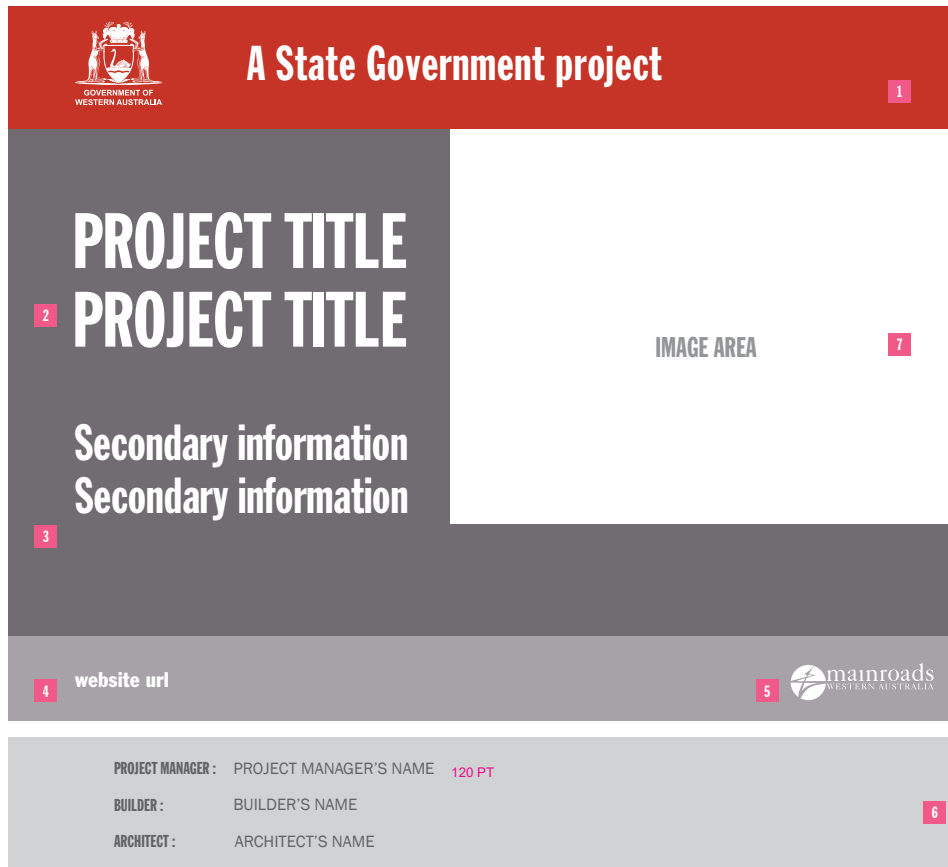 GOVERNMENT OF
WESTERN AUSTRALIA
A State Government project
1
PROJECT TITLE
2 PROJECT TITLE
IMAGE AREA 7
Secondary information
Secondary information
3
4 website url
5 mainroads
WESTERN AUSTRALIA
PROJECT MANAGER : PROJECT MANAGER'S NAME 120 PT
BUILDER : BUILDER'S NAME
6
ARCHITECT : ARCHITECT'S NAME